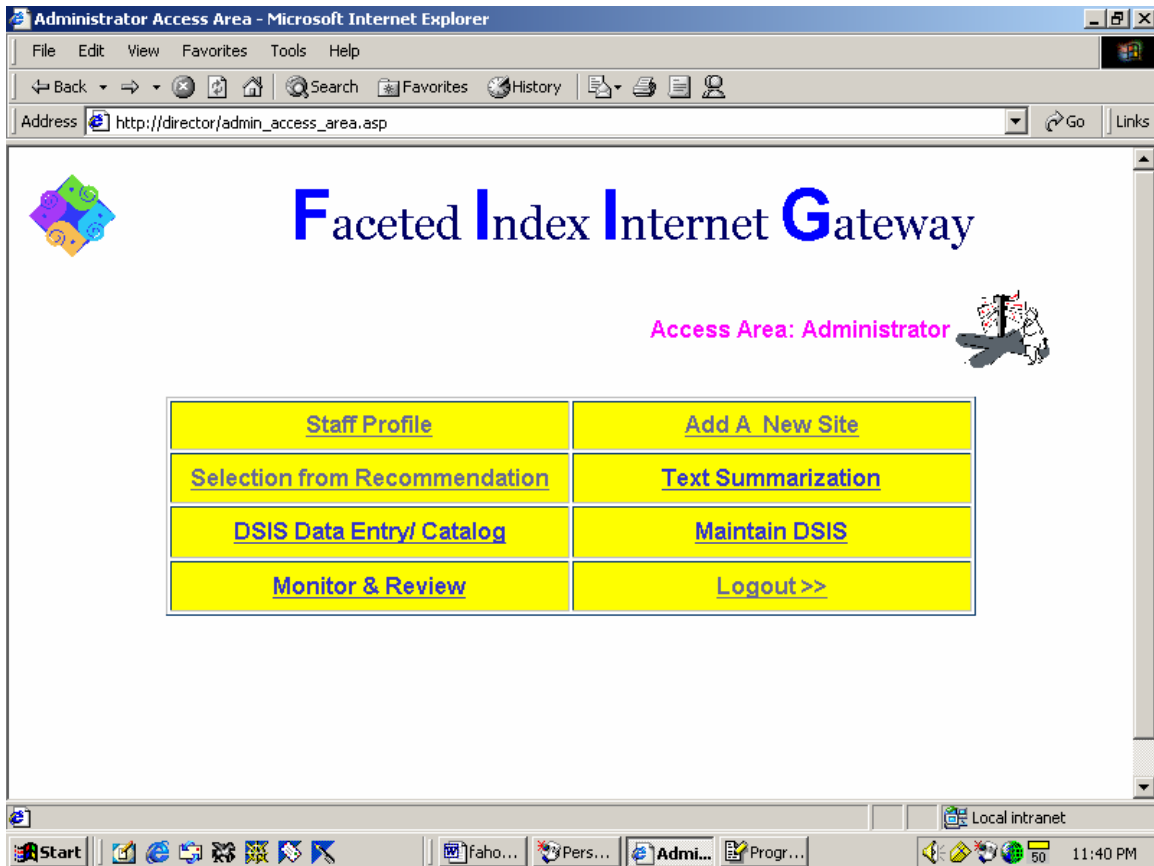 Administrator Access Area - Microsoft Internet Explorer
File Edit View Favorites Tools Help
Back Search Favorites History
Address http://director/admin_access_area.asp Go Links
Faceted Index Internet Gateway
Access Area: Administrator
Staff Profile Add A New Site
Selection from Recommendation Text Summarization
DSIS Data Entry/ Catalog Maintain DSIS
Monitor & Review Logout >>
Local intranet
Start faho... Pers... Admi... Progr... 50 11:40 PM